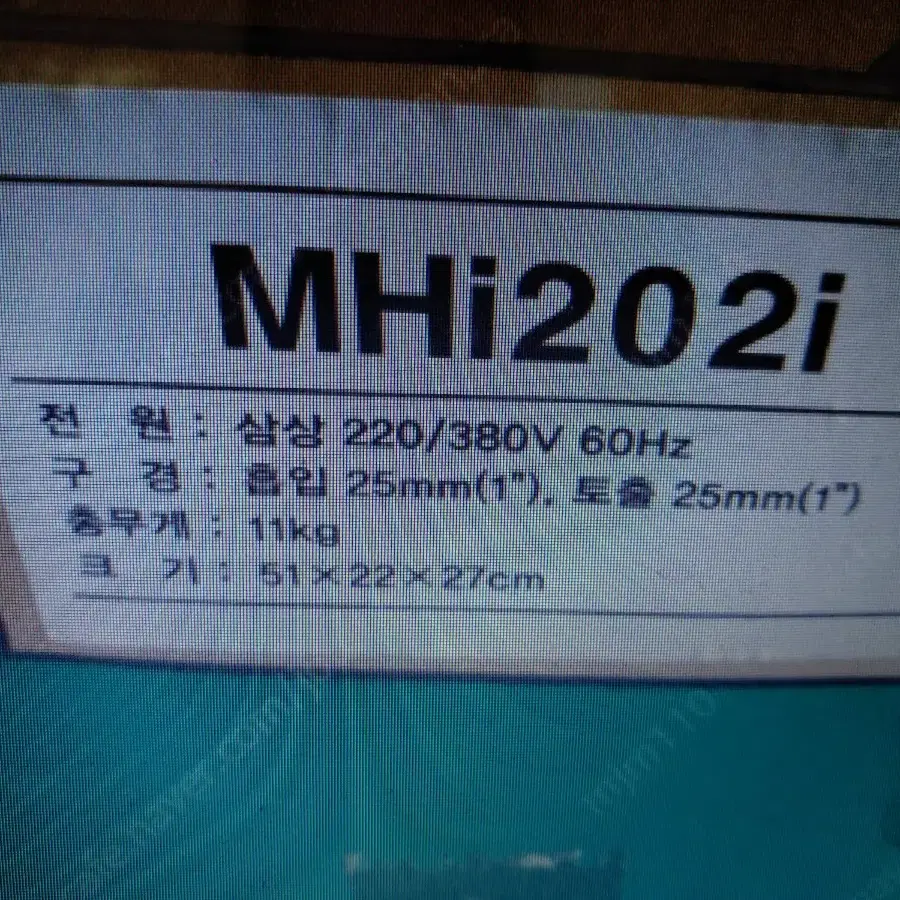 MHi202i
전 원 : 삼상 220/380V 60Hz
구 경 : 흡입 25mm(1"), 토출 25mm(1")
총무게 : 11kg
크 기 : 51×22×27cm